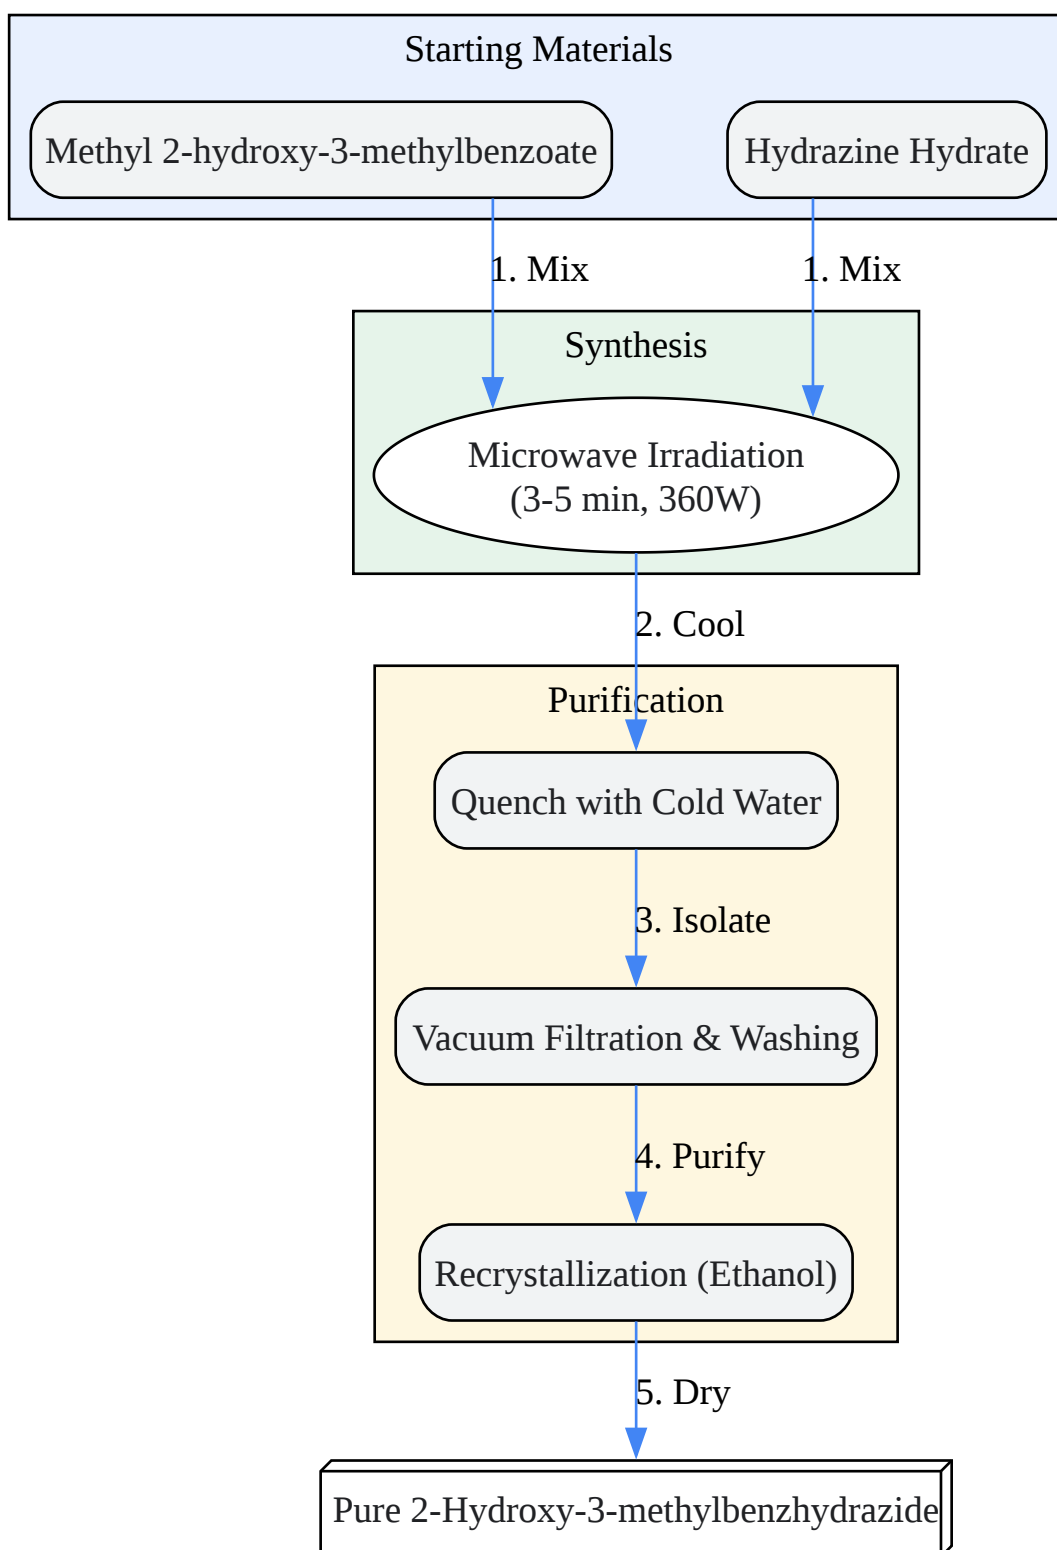 Starting Materials
Methyl 2-hydroxy-3-methylbenzoate
Hydrazine Hydrate
1. Mix
1. Mix
Synthesis
Microwave Irradiation
(3-5 min, 360W)
2. Cool
Purification
Quench with Cold Water
3. Isolate
Vacuum Filtration & Washing
4. Purify
Recrystallization (Ethanol)
5. Dry
Pure 2-Hydroxy-3-methylbenzhydrazide